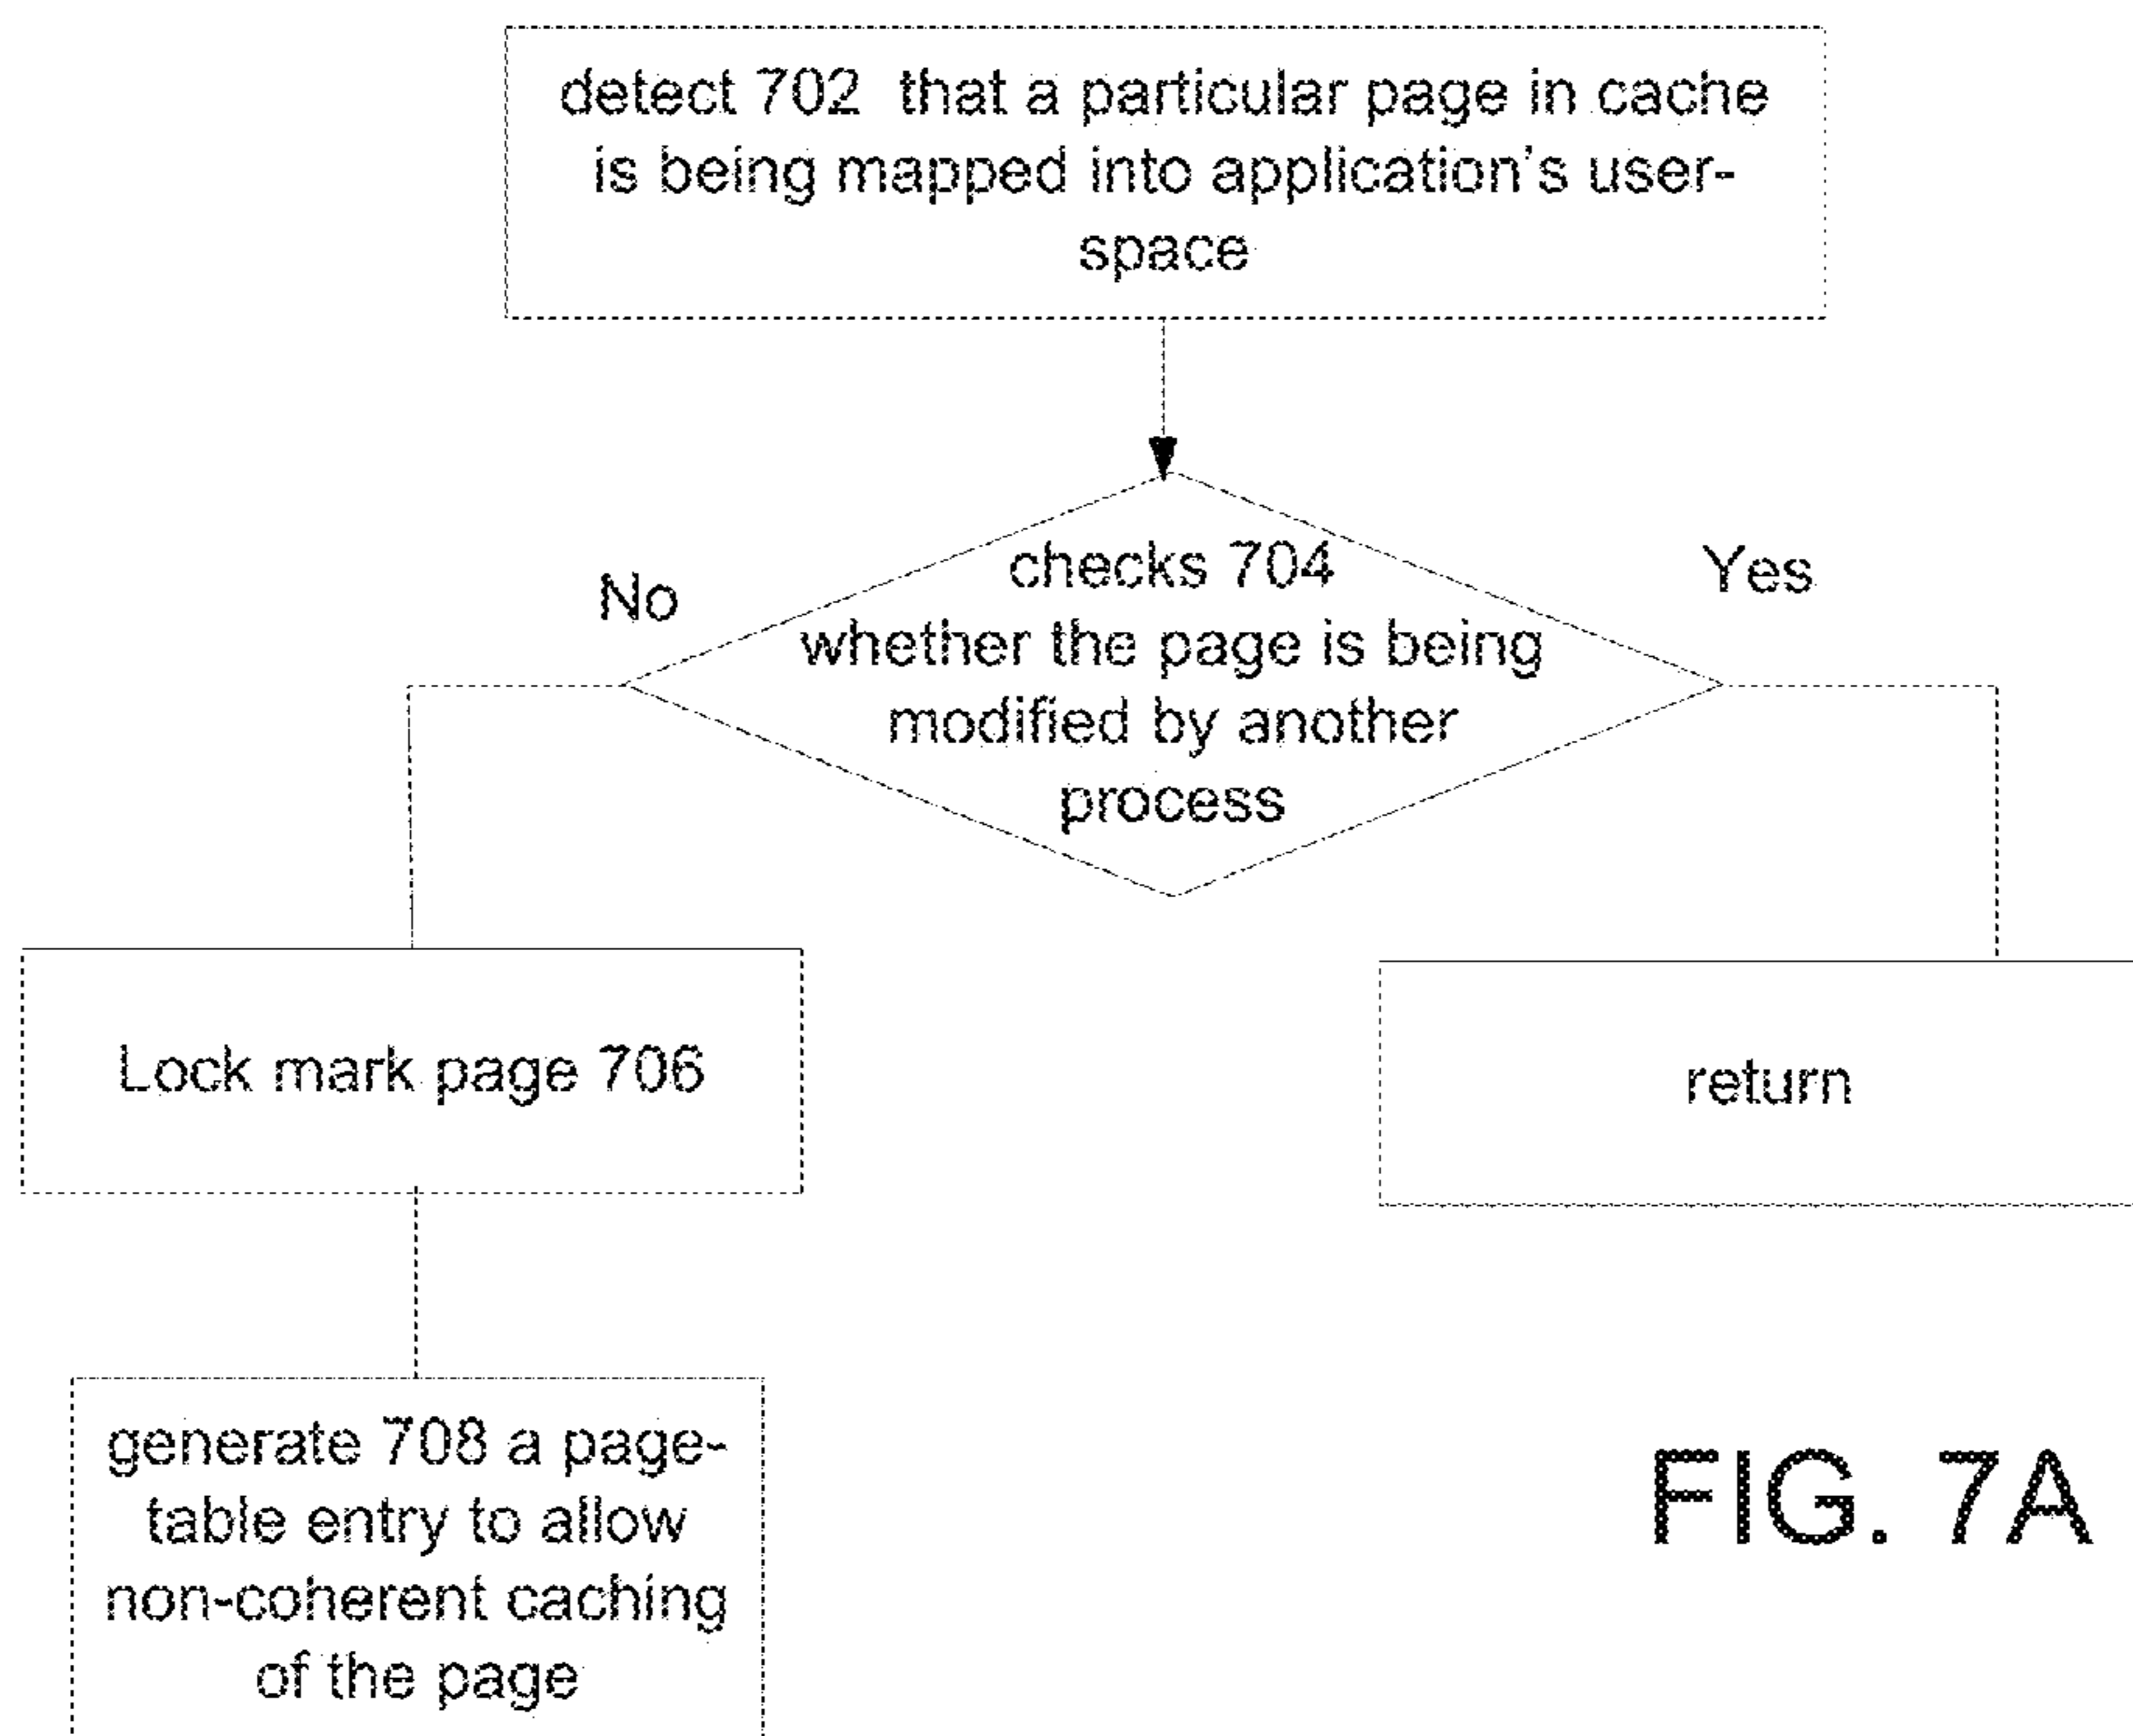 detect 702 that a particular page in cache
is being mapped into application's user-
space
checks 704
whether the page is being
modified by another
process
No
Yes
Lock mark page 706
return
generate 708 a page-
table entry to allow
non-coherent caching
of the page
FIG. 7A